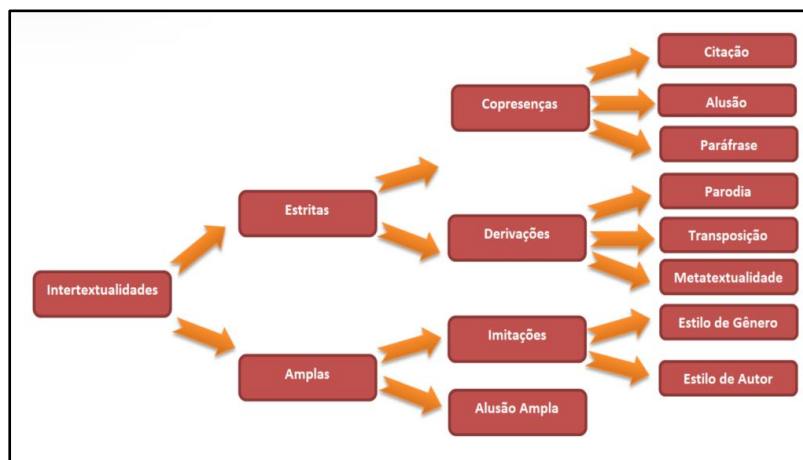 Intertextualidades
Estritas
Copresenças
Citação
Alusão
Paráfrase
Derivações
Parodia
Transposição
Metatextualidade
Amplas
Imitações
Estilo de Gênero
Estilo de Autor
Alusão Ampla